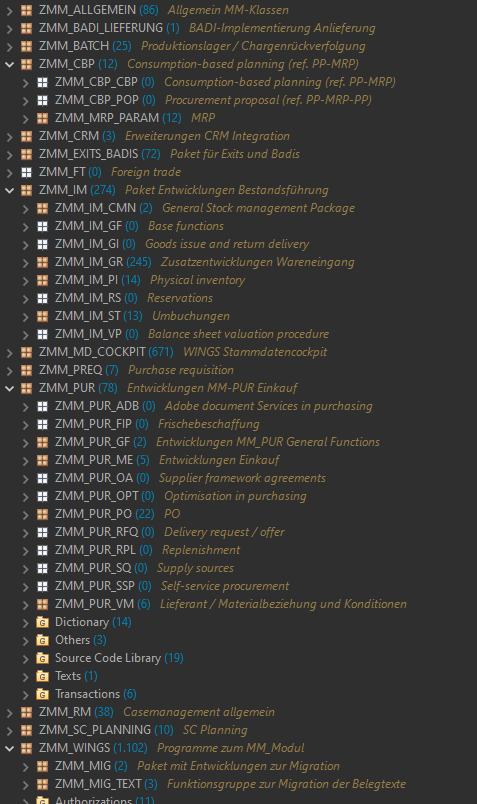 ZMM_ALLGEMEIN (86) Allgemein MM-Klassen
ZMM_BADI_LIEFERUNG (1) BADI-Implementierung Anlieferung
ZMM_BATCH (25) Produktionslager / Chargenrückverfolgung
ZMM_CBP (12) Consumption-based planning (ref. PP-MRP)
ZMM_CBP_CBP (0) Consumption-based planning (ref. PP-MRP)
ZMM_CBP_POP (0) Procurement proposal (ref. PP-MRP-PP)
ZMM_MRP_PARAM (12) MRP
ZMM_CRM (3) Erweiterungen CRM Integration
ZMM_EXITS_BADIS (72) Paket für Exits und Badis
ZMM_FT (0) Foreign trade
ZMM_IM (274) Paket Entwicklungen Bestandsführung
ZMM_IM_CMN (2) General Stock management Package
ZMM_IM_GF (0) Base functions
ZMM_IM_GI (0) Goods issue and return delivery
ZMM_IM_GR (245) Zusatzentwicklungen Wareneingang
ZMM_IM_PI (14) Physical inventory
ZMM_IM_RS (0) Reservations
ZMM_IM_ST (13) Umbuchungen
ZMM_IM_VP (0) Balance sheet valuation procedure
ZMM_MD_COCKPIT (671) WINGS Stammdatencockpit
ZMM_PREQ (7) Purchase requisition
ZMM_PUR (78) Entwicklungen MM-PUR Einkauf
ZMM_PUR_ADB (0) Adobe document Services in purchasing
ZMM_PUR_FIP (0) Frischebeschaffung
ZMM_PUR_GF (2) Entwicklungen MM_PUR General Functions
ZMM_PUR_ME (5) Entwicklungen Einkauf
ZMM_PUR_OA (0) Supplier framework agreements
ZMM_PUR_OPT (0) Optimisation in purchasing
ZMM_PUR_PO (22) PO
ZMM_PUR_RFQ (0) Delivery request / offer
ZMM_PUR_RPL (0) Replenishment
ZMM_PUR_SQ (0) Supply sources
ZMM_PUR_SSP (0) Self-service procurement
ZMM_PUR_VM (6) Lieferant / Materialbeziehung und Konditionen
Dictionary (14)
Others (3)
Source Code Library (19)
Texts (1)
Transactions (6)
ZMM_RM (38) Casemanagement allgemein
ZMM_SC_PLANNING (10) SC Planning
ZMM_WINGS (1.102) Programme zum MM_Modul
ZMM_MIG (2) Paket mit Entwicklungen zur Migration
ZMM_MIG_TEXT (3) Funktionsgruppe zur Migration der Belegtexte
Authorizations (11)